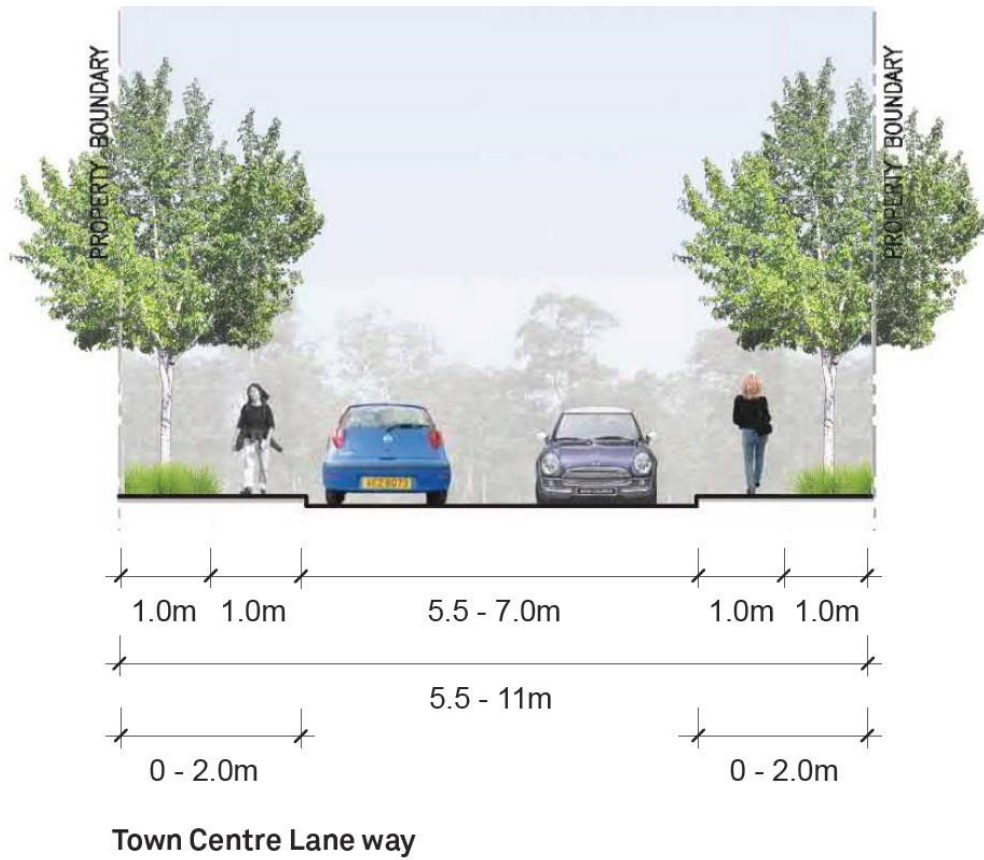 PROPERTY BOUNDARY
PROPERTY BOUNDARY
1.0m 1.0m 5.5 - 7.0m 1.0m 1.0m
5.5 - 11m
0 - 2.0m 0 - 2.0m
Town Centre Lane way